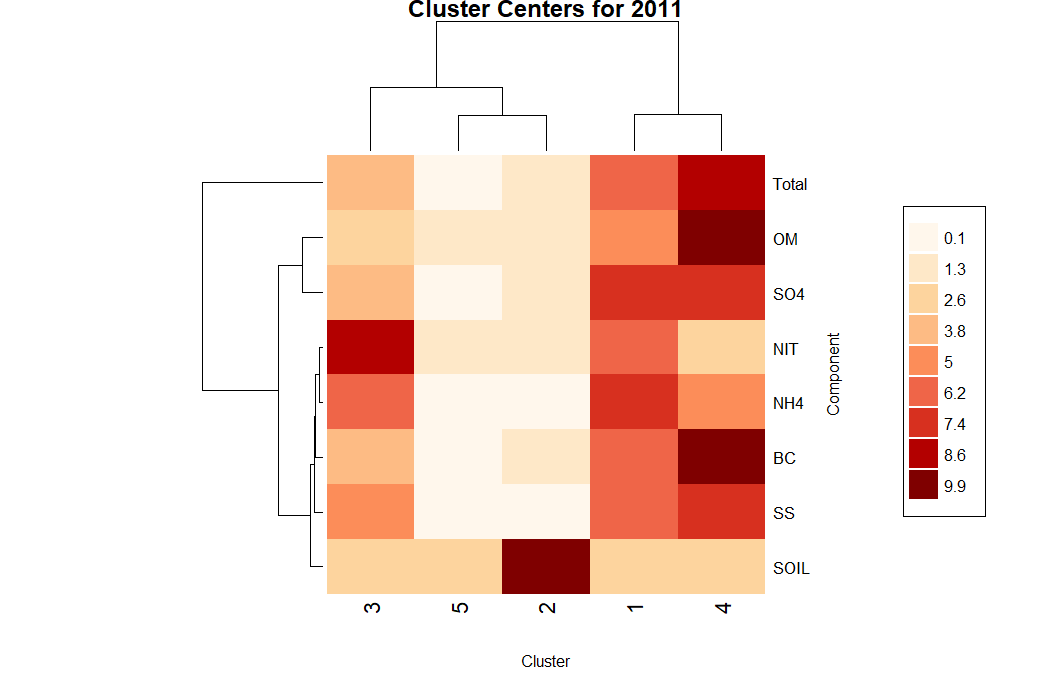 Cluster Centers for 2011
Total
OM
SO4
NIT
NH4
BC
SS
SOIL
Component
3 5 2 1 4
Cluster
0.1
1.3
2.6
3.8
5
6.2
7.4
8.6
9.9